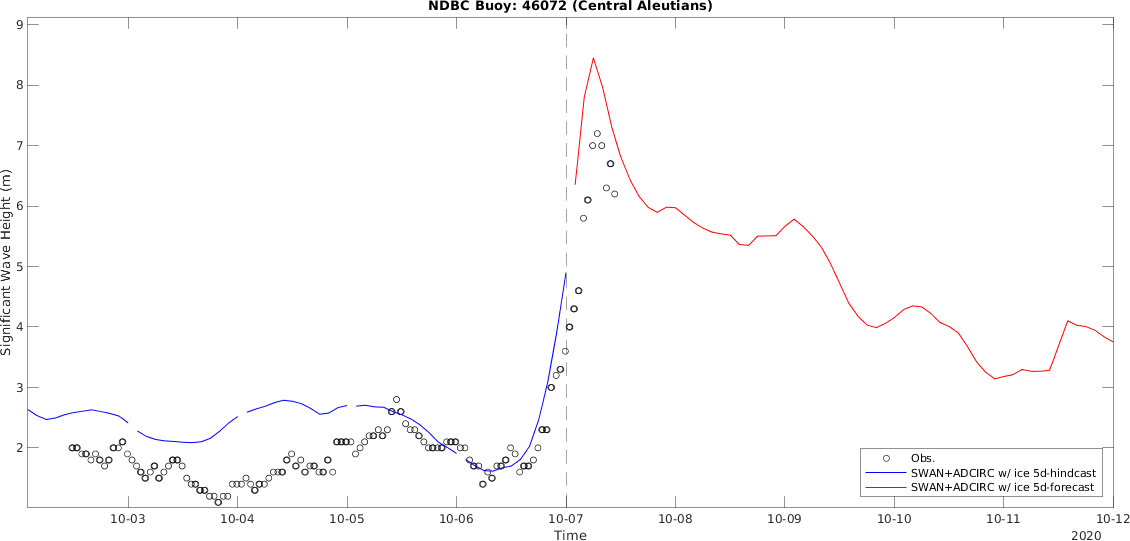 NDBC Buoy: 46072 (Central Aleutians)
9
8
7
6
5
4
3
2
Significant Wave Height (m)
Obs.
SWAN+ADCIRC w/ ice 5d-hindcast
SWAN+ADCIRC w/ ice 5d-forecast
10-03 10-04 10-05 10-06 10-07 10-08 10-09 10-10 10-11 10-12
Time
2020